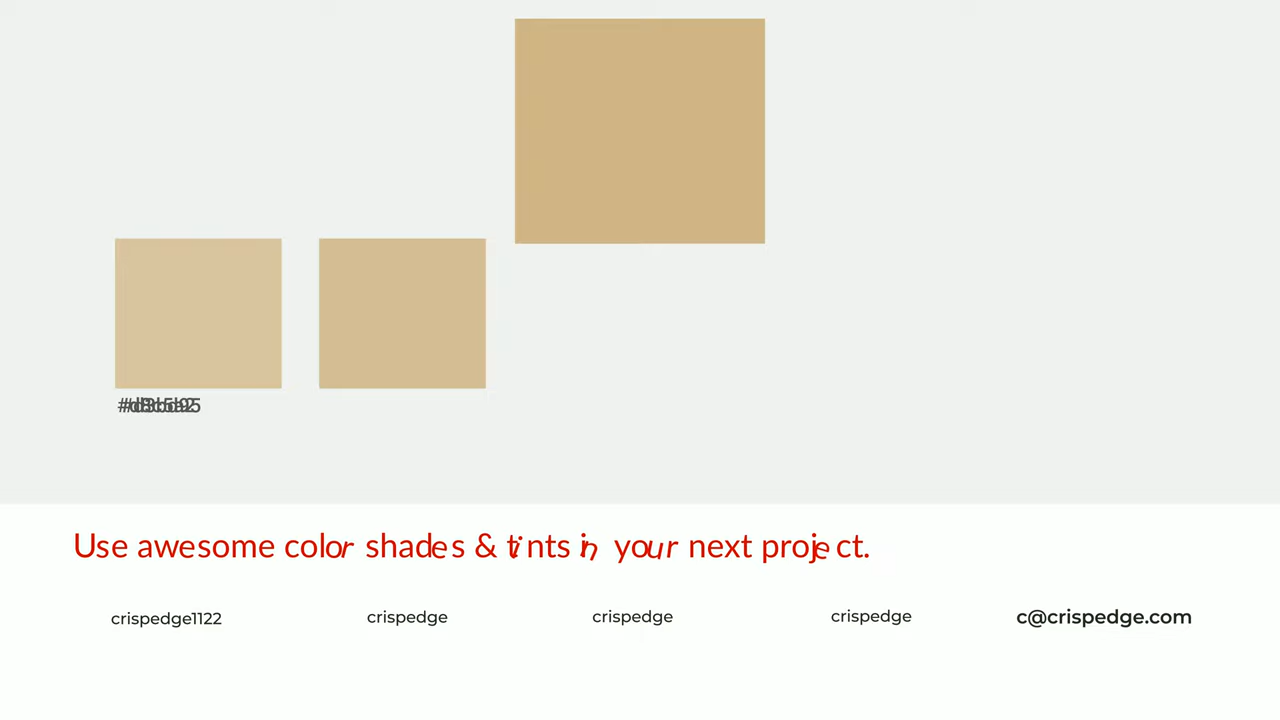 Use awesome color shades & tints in your next project.
crispedge1122 crispedge crispedge crispedge c@crispedge.com